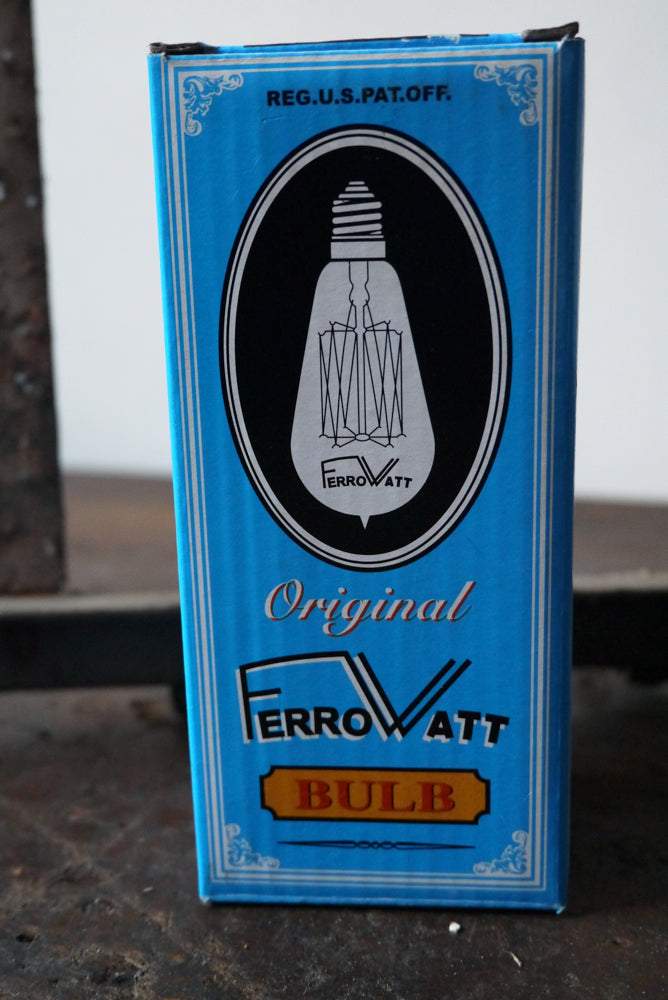 REG.U.S.PAT.OFF.
FERROWATT
Original
FERROWATT
BULB